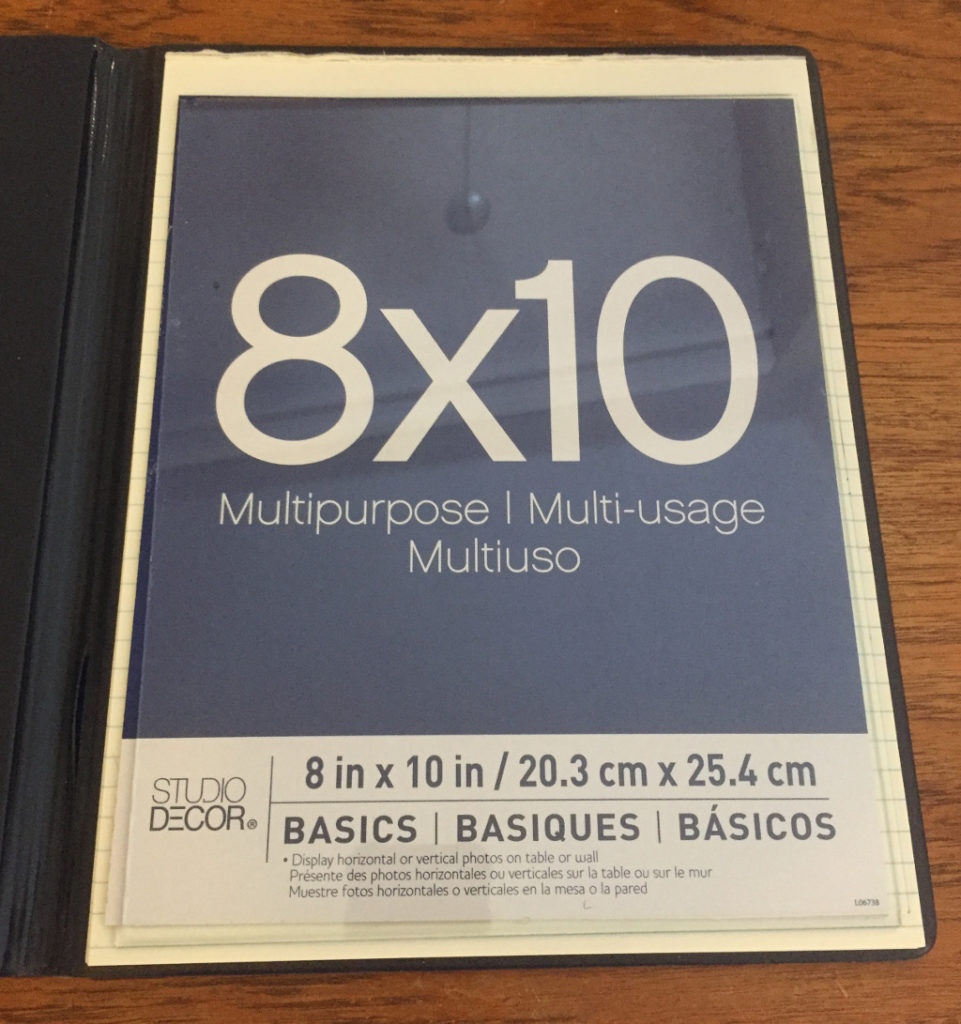 8x10
Multipurpose | Multi-usage
Multiuso
STUDIO
DECOR®
8 in x 10 in / 20.3 cm x 25.4 cm
BASICS | BASIQUES | BÁSICOS
• Display horizontal or vertical photos on table or wall
Présente des photos horizontales ou verticales sur la table ou sur le mur
Muestre fotos horizontales o verticales en la mesa o la pared
L06738